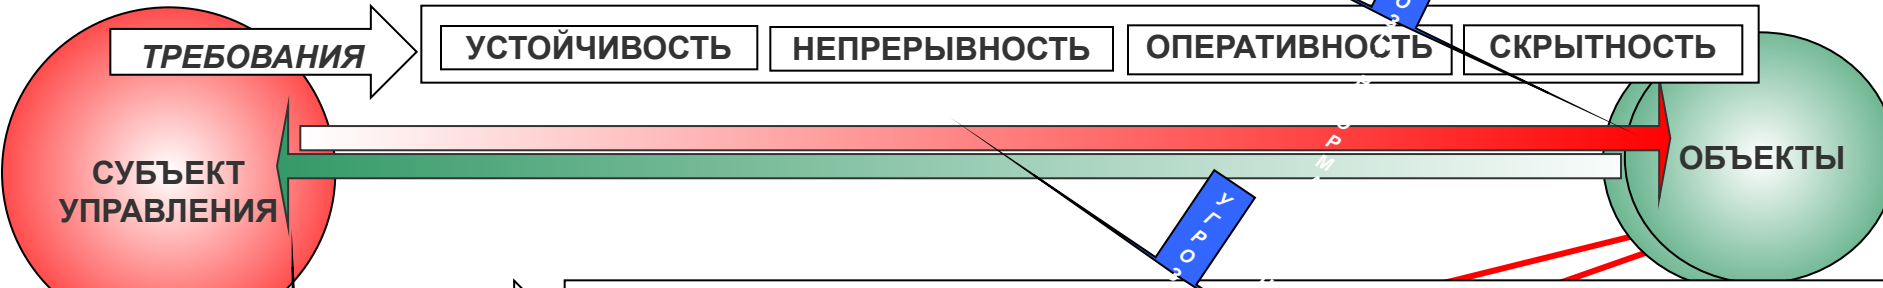 ТРЕБОВАНИЯ
УСТОЙЧИВОСТЬ
НЕПРЕРЫВНОСТЬ
ОПЕРАТИВНОСТЬ
СКРЫТНОСТЬ
СУБЪЕКТ
УПРАВЛЕНИЯ
ОБЪЕКТЫ